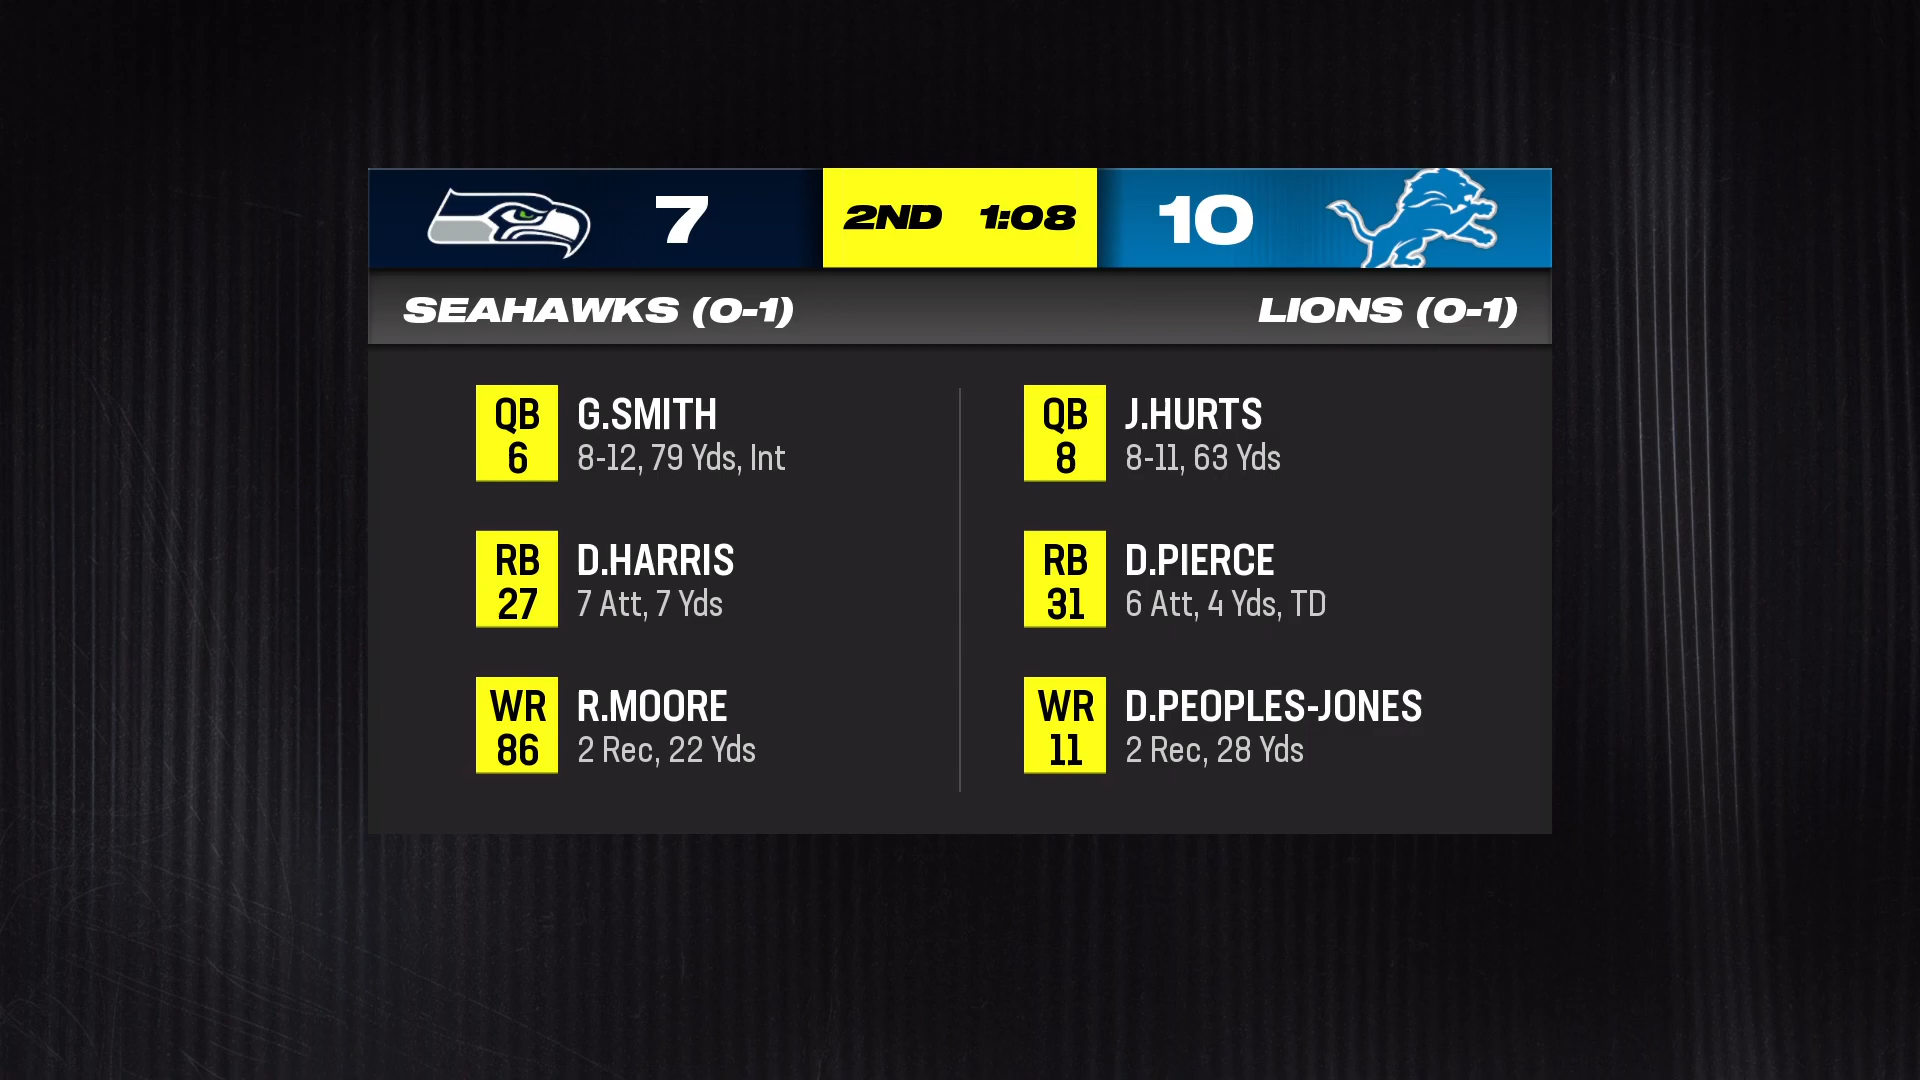 7 2ND 1:08 10
SEAHAWKS (0-1) LIONS (0-1)
QB 6
G.SMITH
8-12, 79 Yds, Int
RB 27
D.HARRIS
7 Att, 7 Yds
WR 86
R.MOORE
2 Rec, 22 Yds
QB 8
J.HURTS
8-11, 63 Yds
RB 31
D.PIERCE
6 Att, 4 Yds, TD
WR 11
D.PEOPLES-JONES
2 Rec, 28 Yds